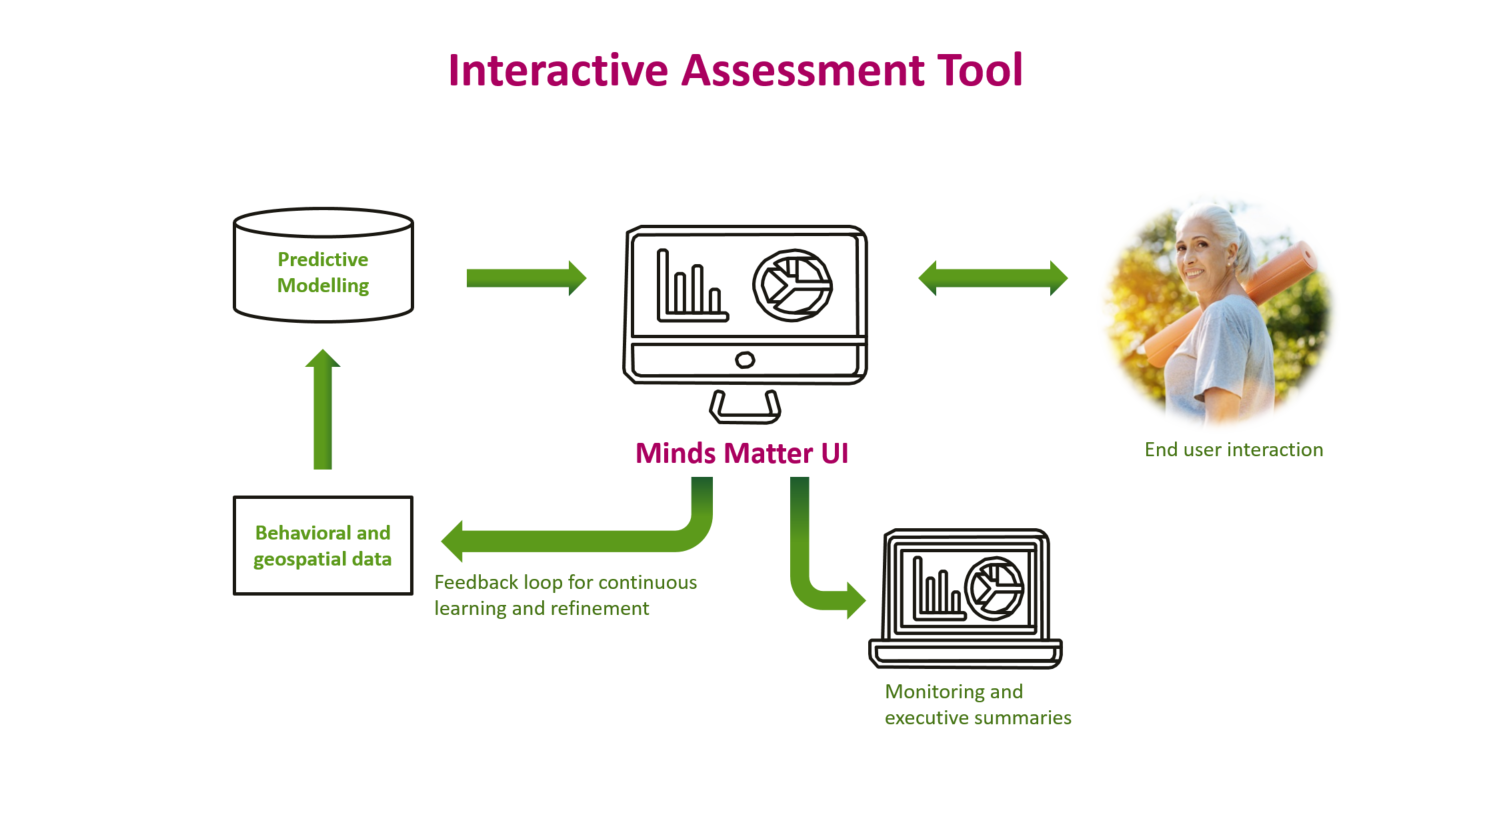 Interactive Assessment Tool
Predictive
Modelling
Minds Matter UI
End user interaction
Behavioral and
geospatial data
Feedback loop for continuous
learning and refinement
Monitoring and
executive summaries